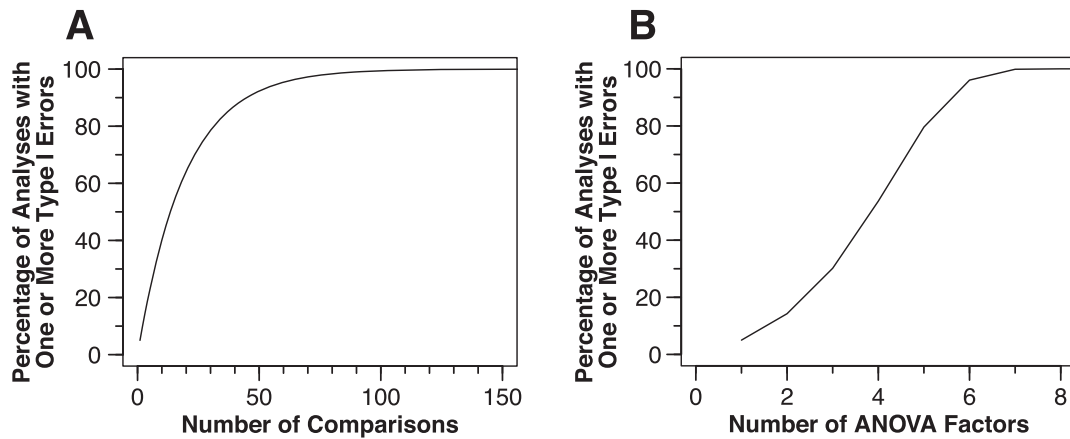 A
Percentage of Analyses with
One or More Type I Errors
100
80
60
40
20
0
0
50
100
150
Number of Comparisons
B
Percentage of Analyses with
One or More Type I Errors
100
80
60
40
20
0
0
2
4
6
8
Number of ANOVA Factors